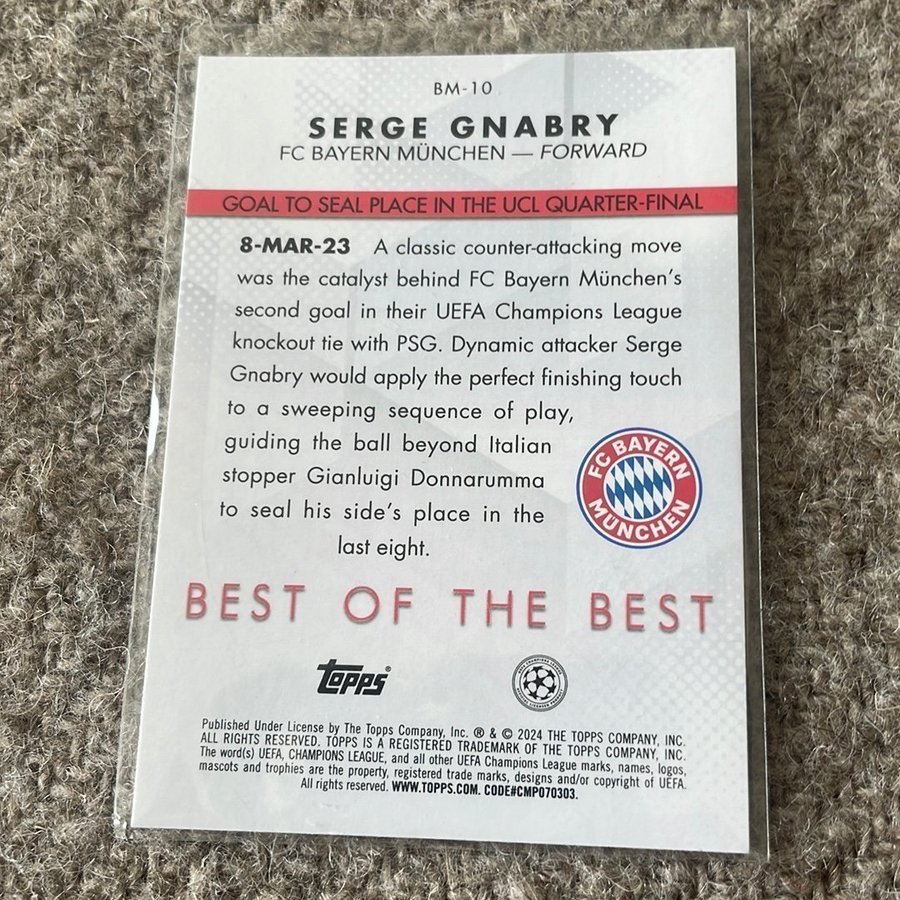 BM-10
SERGE GNABRY
FC BAYERN MÜNCHEN — FORWARD
GOAL TO SEAL PLACE IN THE UCL QUARTER-FINAL
8-MAR-23 A classic counter-attacking move
was the catalyst behind FC Bayern München's
second goal in their UEFA Champions League
knockout tie with PSG. Dynamic attacker Serge
Gnabry would apply the perfect finishing touch
to a sweeping sequence of play,
guiding the ball beyond Italian
stopper Gianluigi Donnarumma
to seal his side's place in the
last eight.
FC BAYERN
MÜNCHEN
BEST OF THE BEST
topps®
Published Under License by The Topps Company, Inc. ® & © 2024 THE TOPPS COMPANY, INC.
ALL RIGHTS RESERVED. TOPPS IS A REGISTERED TRADEMARK OF THE TOPPS COMPANY, INC.
The word(s) UEFA, CHAMPIONS LEAGUE, and all other UEFA Champions League marks, names, logos,
mascots and trophies are the property, registered trade marks, designs and/or copyright of UEFA.
All rights reserved. WWW.TOPPS.COM. CODE#CMP070303.